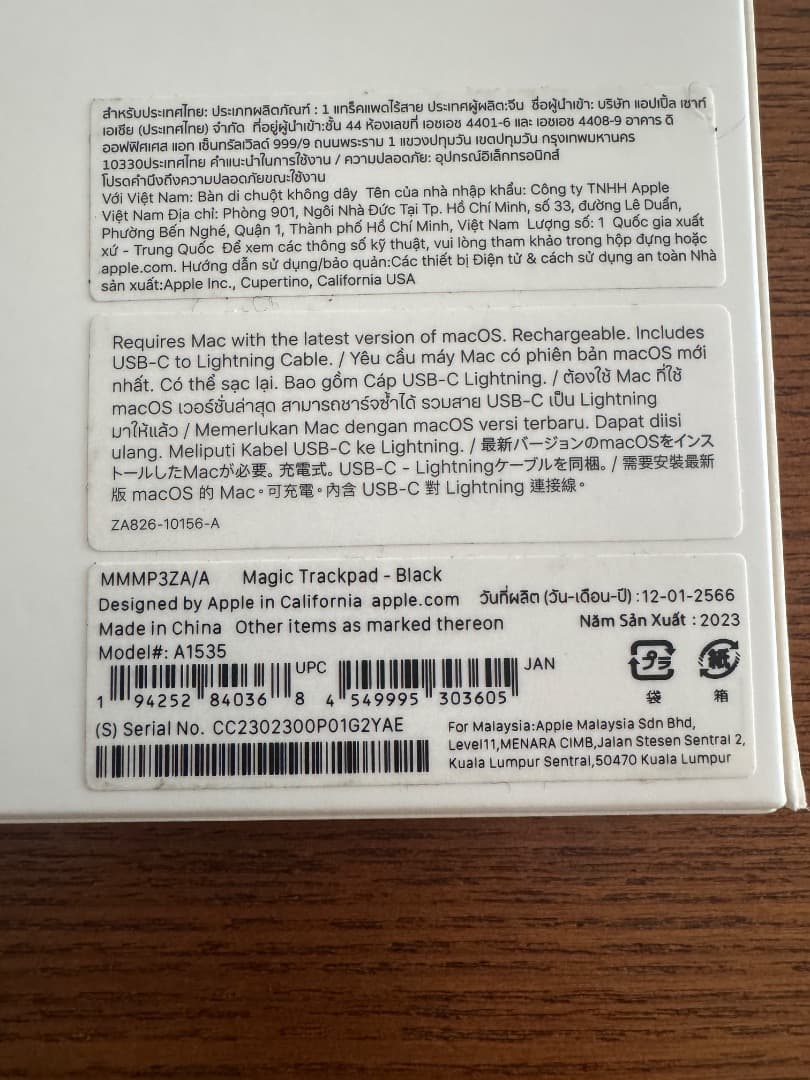 สำหรับประเทศไทย: ประเภทผลิตภัณฑ์ : 1 แทร็คแพดไร้สาย ประเทศผู้ผลิต:จีน ชื่อผู้นำเข้า: บริษัท แอปเปิ้ล เซาท์
เอเชีย (ประเทศไทย) จำกัด ที่อยู่ผู้นำเข้า:ชั้น 44 ห้องเลขที่ เอชเอช 4401-6 และ เอชเอช 4408-9 อาคาร ดิ
ออฟฟิศเศส แอท เซ็นทรัลเวิลด์ 999/9 ถนนพระราม 1 แขวงปทุมวัน เขตปทุมวัน กรุงเทพมหานคร
10330ประเทศไทย คำแนะนำในการใช้งาน / ความปลอดภัย: อุปกรณ์อิเล็กทรอนิกส์
โปรดคำนึงถึงความปลอดภัยขณะใช้งาน
Với Việt Nam: Bàn di chuột không dây Tên của nhà nhập khẩu: Công ty TNHH Apple
Việt Nam Địa chỉ: Phòng 901, Ngôi Nhà Đức Tại Tp. Hồ Chí Minh, số 33, đường Lê Duẩn,
Phường Bến Nghé, Quận 1, Thành phố Hồ Chí Minh, Việt Nam Lượng số: 1 Quốc gia xuất
xứ - Trung Quốc Để xem các thông số kỹ thuật, vui lòng tham khảo trong hộp đựng hoặc
apple.com. Hướng dẫn sử dụng/bảo quản:Các thiết bị Điện tử & cách sử dụng an toàn Nhà
sản xuất:Apple Inc., Cupertino, California USA
Requires Mac with the latest version of macOS. Rechargeable. Includes
USB-C to Lightning Cable. / Yêu cầu máy Mac có phiên bản macOS mới
nhất. Có thể sạc lại. Bao gồm Cáp USB-C Lightning. / ต้องใช้ Mac ที่ใช้
macOS เวอร์ชั่นล่าสุด สามารถชาร์จซ้ำได้ รวมสาย USB-C เป็น Lightning
มาให้แล้ว / Memerlukan Mac dengan macOS versi terbaru. Dapat diisi
ulang. Meliputi Kabel USB-C ke Lightning. / 最新バージョンのmacOSをインス
トールしたMacが必要。充電式。USB-C - Lightningケーブルを同梱。/ 需要安裝最新
版 macOS 的 Mac。可充電。內含 USB-C 對 Lightning 連接線。
ZA826-10156-A
MMMP3ZA/A Magic Trackpad - Black
Designed by Apple in California apple.com วันที่ผลิต (วัน-เดือน-ปี) :12-01-2566
Made in China Other items as marked thereon Năm Sản Xuất : 2023
Model#: A1535
UPC JAN プラ 紙
1 94252 84036 8 4 549995 303605 袋 箱
(S) Serial No. CC2302300P01G2YAE
For Malaysia:Apple Malaysia Sdn Bhd,
Level11,MENARA CIMB,Jalan Stesen Sentral 2,
Kuala Lumpur Sentral,50470 Kuala Lumpur